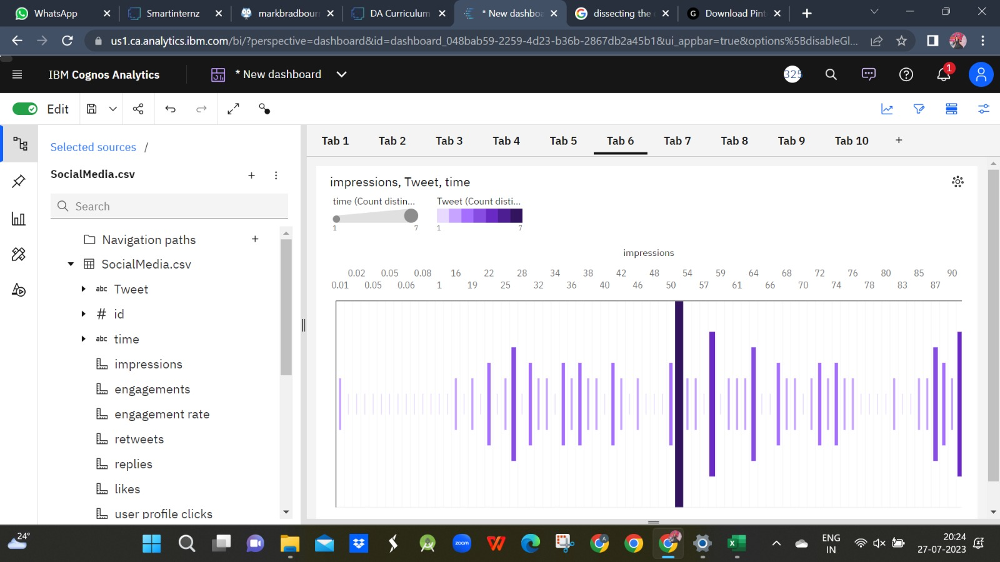 WhatsApp
Smartinternz
markbradbour
DA Curriculum
* New dashboa
dissecting the
Download Pint
us1.ca.analytics.ibm.com/bi/?perspective=dashboard&id=dashboard_048bab59-2259-4d23-b36b-2867db2a45b1&ui_appbar=true&options%5BdisableGl...
IBM Cognos Analytics
* New dashboard
325
1
Edit
Selected sources /
SocialMedia.csv
Search
Navigation paths
SocialMedia.csv
abc Tweet
# id
abc time
impressions
engagements
engagement rate
retweets
replies
likes
user profile clicks
Tab 1 Tab 2 Tab 3 Tab 4 Tab 5 Tab 6 Tab 7 Tab 8 Tab 9 Tab 10 +
impressions, Tweet, time
time (Count distin...
1 7
Tweet (Count disti...
1 7
impressions
0.02 0.05 0.08 16 22 28 34 38 42 48 54 59 64 68 72 76 80 85 90
0.01 0.05 0.06 1 19 25 32 36 40 46 50 57 61 66 70 74 78 83 87
24°
zoom
ENG
IN
20:24
27-07-2023